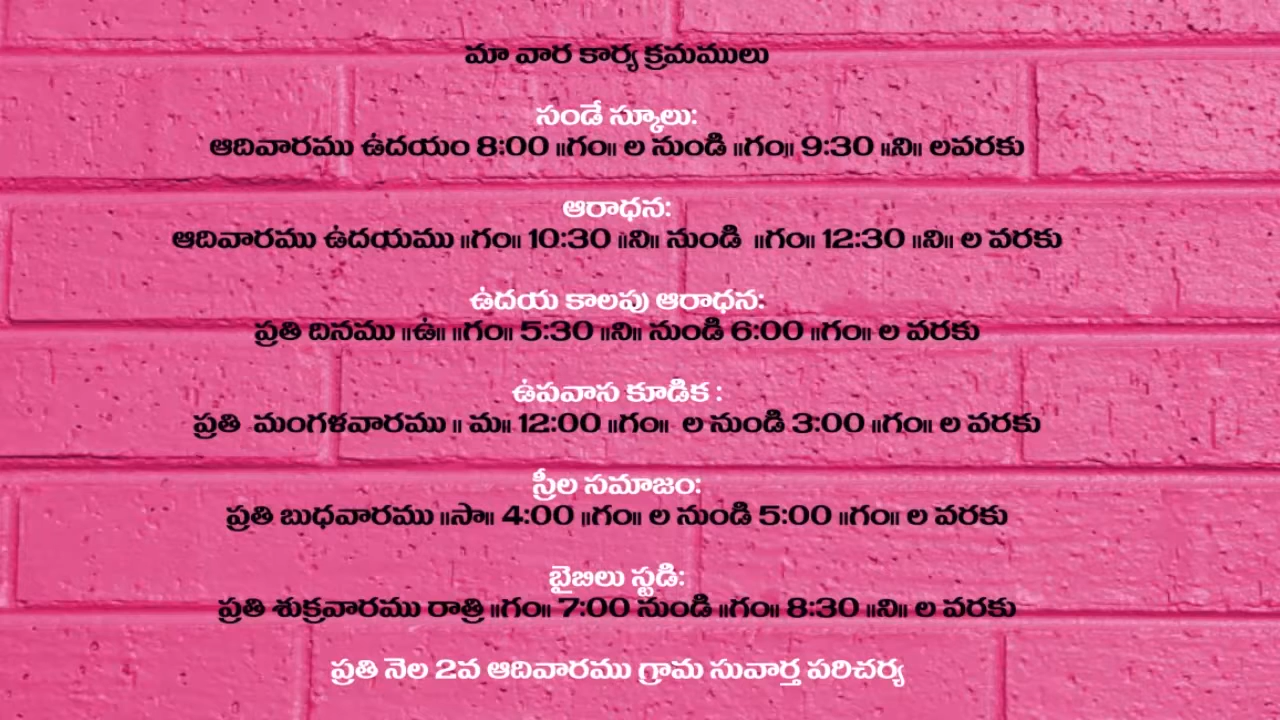 మా వార కార్య క్రమములు
సండే స్కూలు:
ఆదివారము ఉదయం 8:00 ॥గం॥ ల నుండి ॥గం॥ 9:30 ॥ని॥ లవరకు
ఆరాధన:
ఆదివారము ఉదయము ॥గం॥ 10:30 ॥ని॥ నుండి ॥గం॥ 12:30 ॥ని॥ ల వరకు
ఉదయ కాలపు ఆరాధన:
ప్రతి దినము ॥ఉ॥ ॥గం॥ 5:30 ॥ని॥ నుండి 6:00 ॥గం॥ ల వరకు
ఉపవాస కూడిక :
ప్రతి మంగళవారము ॥ మ॥ 12:00 ॥గం॥ ల నుండి 3:00 ॥గం॥ ల వరకు
స్త్రీల సమాజం:
ప్రతి బుధవారము ॥సా॥ 4:00 ॥గం॥ ల నుండి 5:00 ॥గం॥ ల వరకు
బైబిలు స్టడి:
ప్రతి శుక్రవారము రాత్రి ॥గం॥ 7:00 నుండి ॥గం॥ 8:30 ॥ని॥ ల వరకు
ప్రతి నెల 2వ ఆదివారము గ్రామ సువార్త పరిచర్య